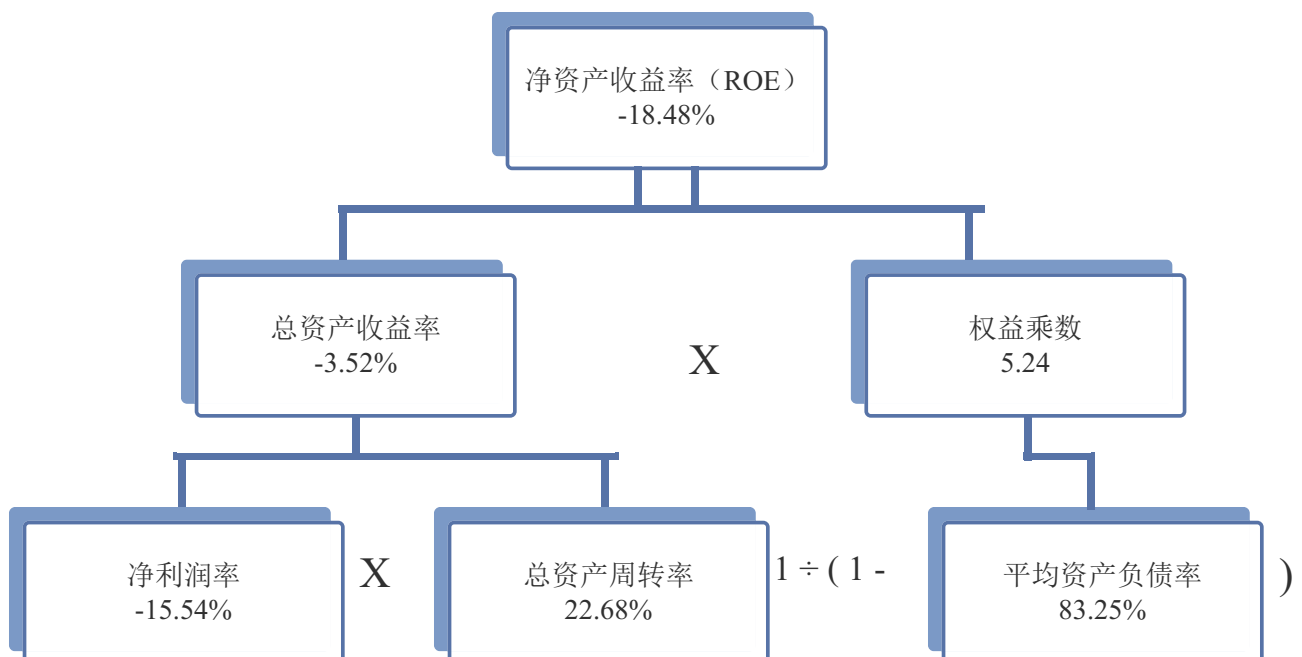 净资产收益率（ROE）
-18.48%
总资产收益率
-3.52%
X
权益乘数
5.24
净利润率
-15.54%
X
总资产周转率
22.68%
1 ÷ ( 1 -
平均资产负债率
83.25%
)